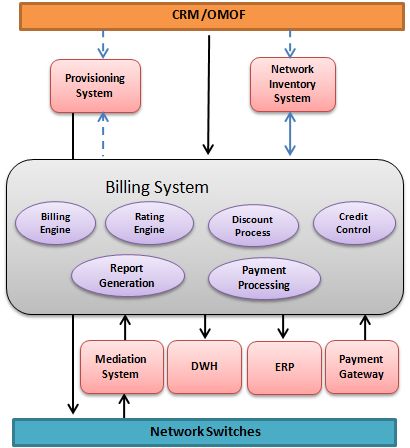 CRM/OMOF
Provisioning
System
Network
Inventory
System
Billing System
Billing
Engine
Rating
Engine
Discount
Process
Credit
Control
Report
Generation
Payment
Processing
Mediation
System
DWH
ERP
Payment
Gateway
Network Switches